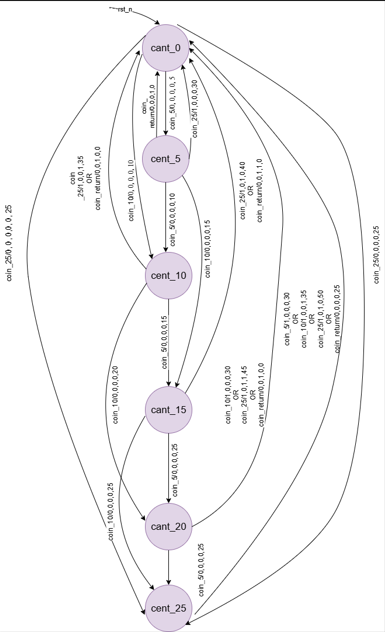 rst_n
cant_0
coin_
return/0,0,0,1,0
coin_5/0, 0, 0, 0, 5
coin_25/1,0,0,0,30
coin
_25/1,0,0,1,35
OR
coin_return/0,0,1,0,0
coin_10/0, 0, 0, 0, 10
coin_25/1,0,1,0,40
OR
coin_return/0,0,1,1,0
cent_5
coin_5/0,0,0,0,10
coin_10/0,0,0,0,15
coin_25/0, 0, 0, 0, 0, 25
coin_25/0,0,0,0,25
cent_10
coin_5/0,0,0,0,15
coin_5/1,0,0,0,30
OR
coin_10/1,0,0,1,35
OR
coin_25/1,0,1,0,50
OR
coin_return/0,0,0,0,25
coin_10/0,0,0,0,20
coin_10/1,0,0,0,30
OR
coin_25/1,0,1,1,45
OR
coin_return/0,0,1,0,0
cant_15
coin_5/0,0,0,0,25
coin_10/0,0,0,0,25
cant_20
coin_5/0,0,0,0,25
cent_25